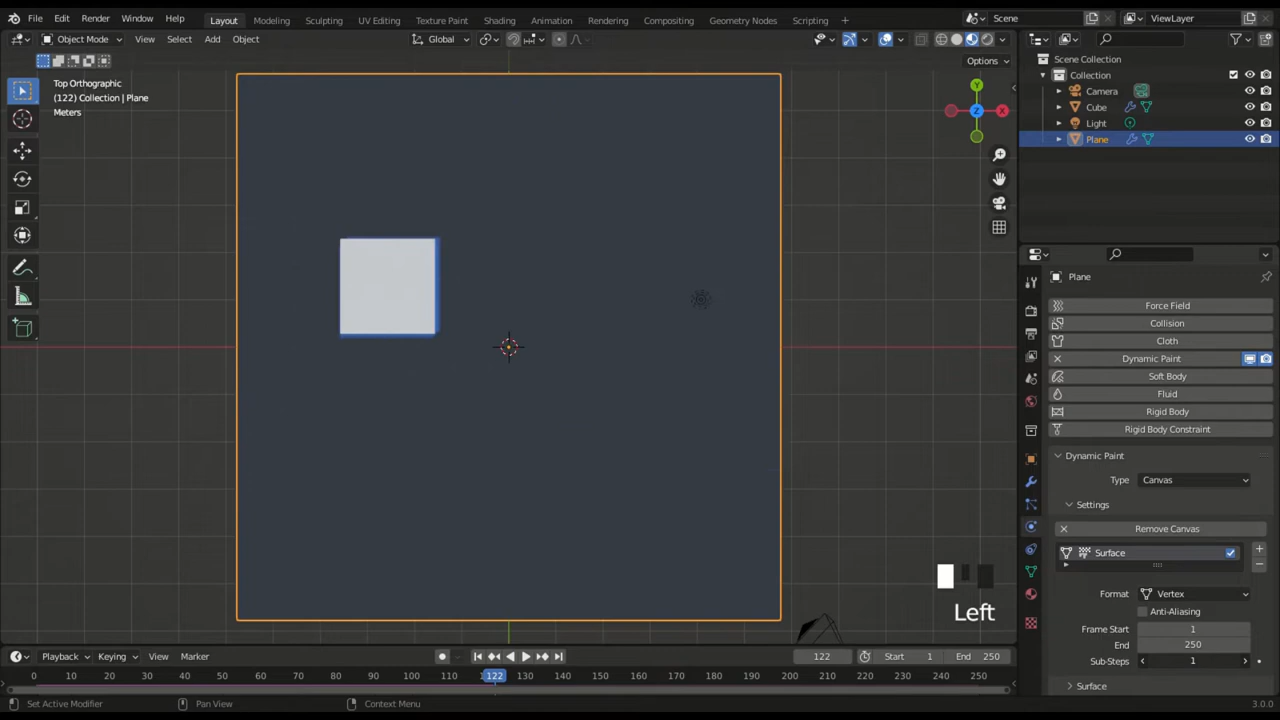 File Edit Render Window Help Layout Modeling Sculpting UV Editing Texture Paint Shading Animation Rendering Compositing Geometry Nodes Scripting + Scene ViewLayer
Object Mode View Select Add Object Global
Options
Top Orthographic
(122) Collection | Plane
Meters
Y
Z
X
Scene Collection
Collection
Camera
Cube
Light
Plane
Plane
Force Field
Collision
Cloth
Dynamic Paint
Soft Body
Fluid
Rigid Body
Rigid Body Constraint
Dynamic Paint
Type Canvas
Settings
Remove Canvas
Surface
Format Vertex
Anti-Aliasing
Frame Start 1
End 250
Sub-Steps 1
Surface
Left
Playback Keying View Marker 122 Start 1 End 250
0 10 20 30 40 50 60 70 80 90 100 110 122 130 140 150 160 170 180 190 200 210 220 230 240 250
Set Active Modifier Pan View Context Menu 3.0.0